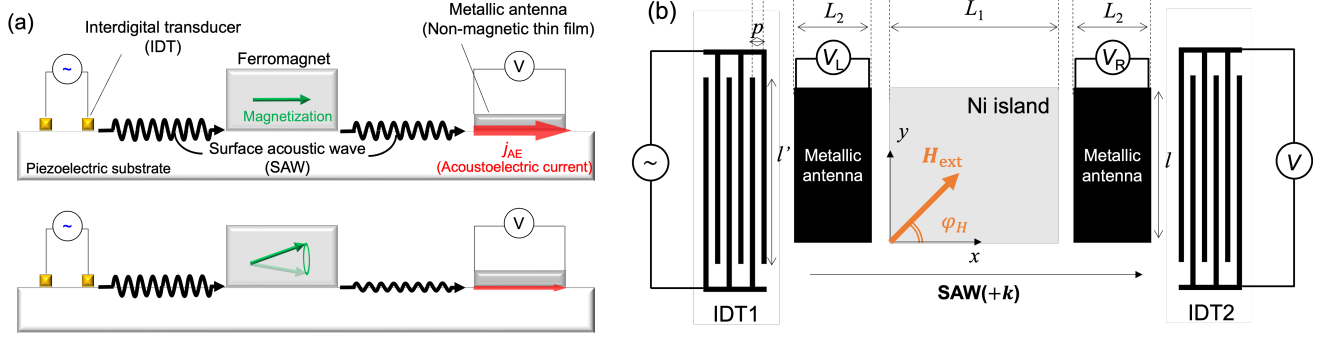 (a)
Interdigital transducer
(IDT)
Metallic antenna
(Non-magnetic thin film)
~
Ferromagnet
V
Magnetization
Surface acoustic wave
(SAW)
Piezoelectric substrate
jAE
(Acoustoelectric current)
~
V
(b)
L2
L1
L2
p
VL
VR
Ni island
~
l'
Metallic
antenna
y
Hext
φH
x
Metallic
antenna
l
V
SAW(+k)
IDT1
IDT2